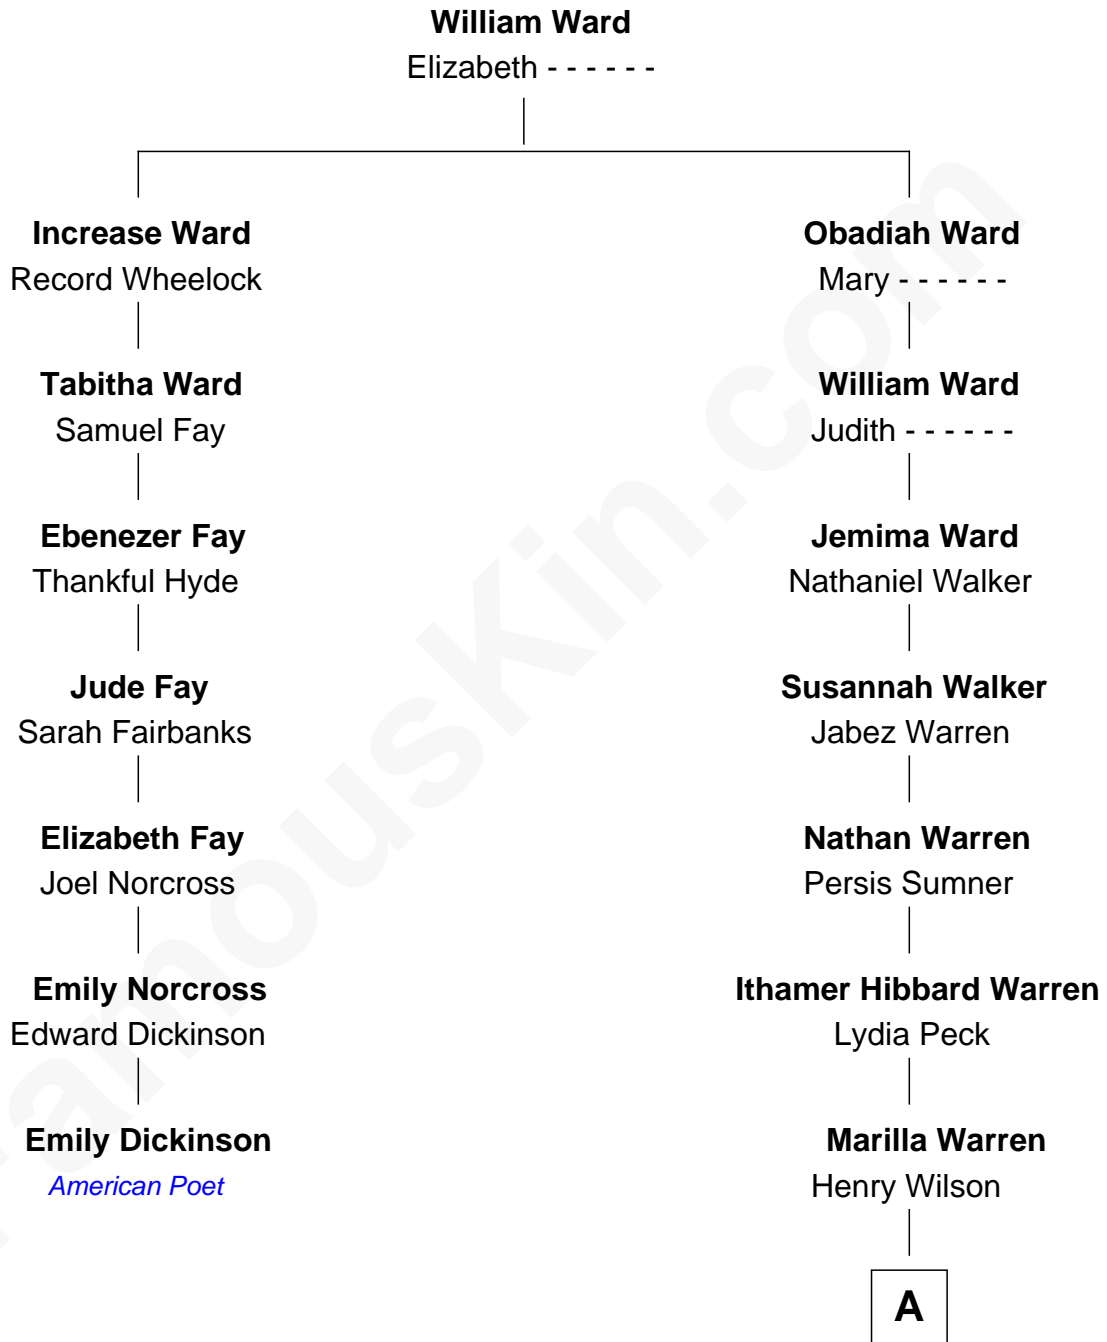 William Ward
Elizabeth - - - - - -
Increase Ward
Record Wheelock
Tabitha Ward
Samuel Fay
Ebenezer Fay
Thankful Hyde
Jude Fay
Sarah Fairbanks
Elizabeth Fay
Joel Norcross
Emily Norcross
Edward Dickinson
Emily Dickinson
American Poet
Obadiah Ward
Mary - - - - - -
William Ward
Judith - - - - - -
Jemima Ward
Nathaniel Walker
Susannah Walker
Jabez Warren
Nathan Warren
Persis Sumner
Ithamer Hibbard Warren
Lydia Peck
Marilla Warren
Henry Wilson
A
FamousKin.com